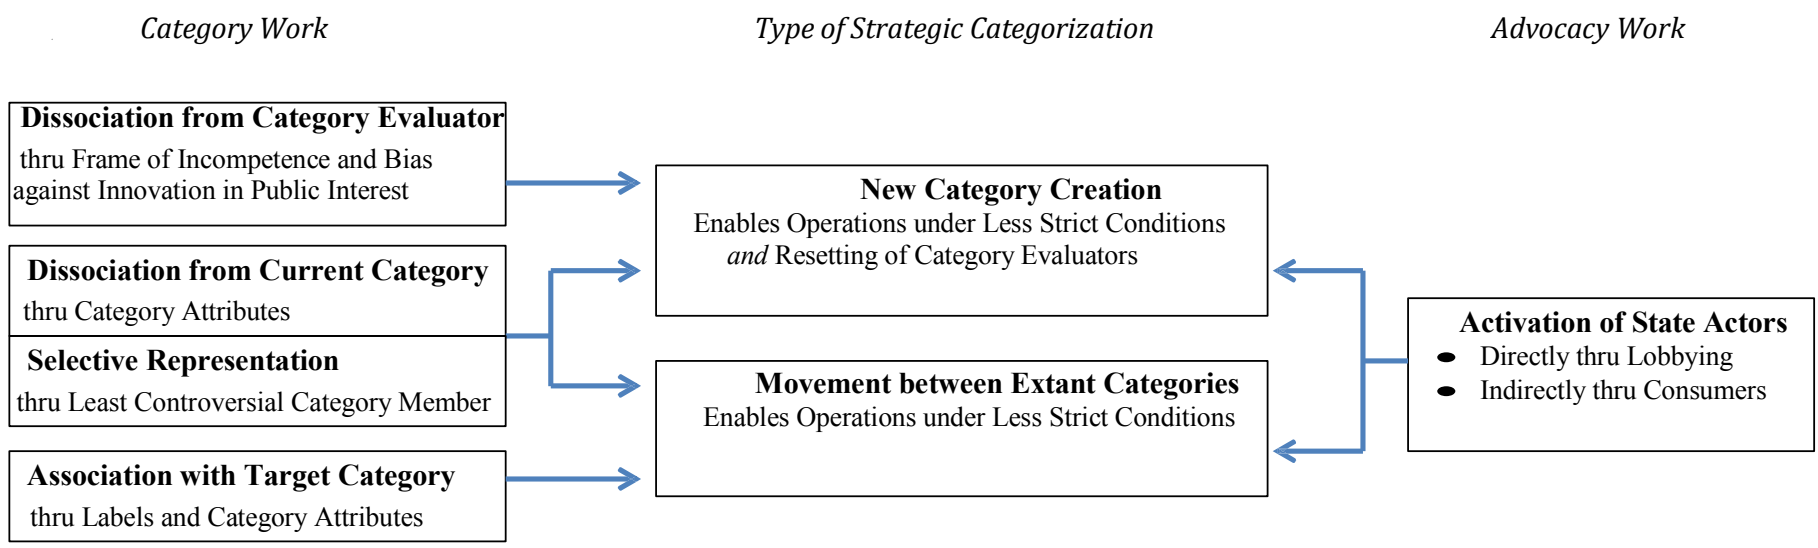 Category Work
Type of Strategic Categorization
Advocacy Work
Dissociation from Category Evaluator
thru Frame of Incompetence and Bias
against Innovation in Public Interest
Dissociation from Current Category
thru Category Attributes
Selective Representation
thru Least Controversial Category Member
Association with Target Category
thru Labels and Category Attributes
New Category Creation
Enables Operations under Less Strict Conditions
and Resetting of Category Evaluators
Movement between Extant Categories
Enables Operations under Less Strict Conditions
Activation of State Actors
Directly thru Lobbying
Indirectly thru Consumers